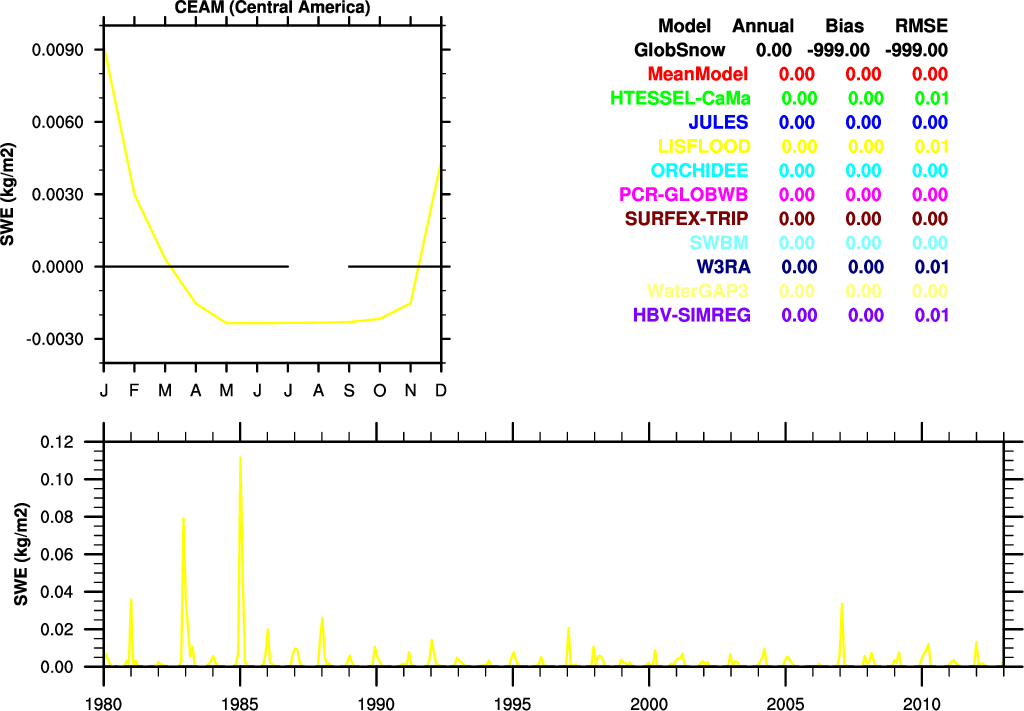 CEAM (Central America)
0.0090
0.0060
0.0030
0.0000
-0.0030
SWE (kg/m2)
J F M A M J J A S O N D
Model Annual Bias RMSE
GlobSnow 0.00 -999.00 -999.00
MeanModel 0.00 0.00 0.00
HTESSEL-CaMa 0.00 0.00 0.01
JULES 0.00 0.00 0.00
LISFLOOD 0.00 0.00 0.01
ORCHIDEE 0.00 0.00 0.00
PCR-GLOBWB 0.00 0.00 0.00
SURFEX-TRIP 0.00 0.00 0.00
SWBM 0.00 0.00 0.00
W3RA 0.00 0.00 0.01
WaterGAP3 0.00 0.00 0.00
HBV-SIMREG 0.00 0.00 0.01
0.12
0.10
0.08
0.06
0.04
0.02
0.00
SWE (kg/m2)
1980 1985 1990 1995 2000 2005 2010